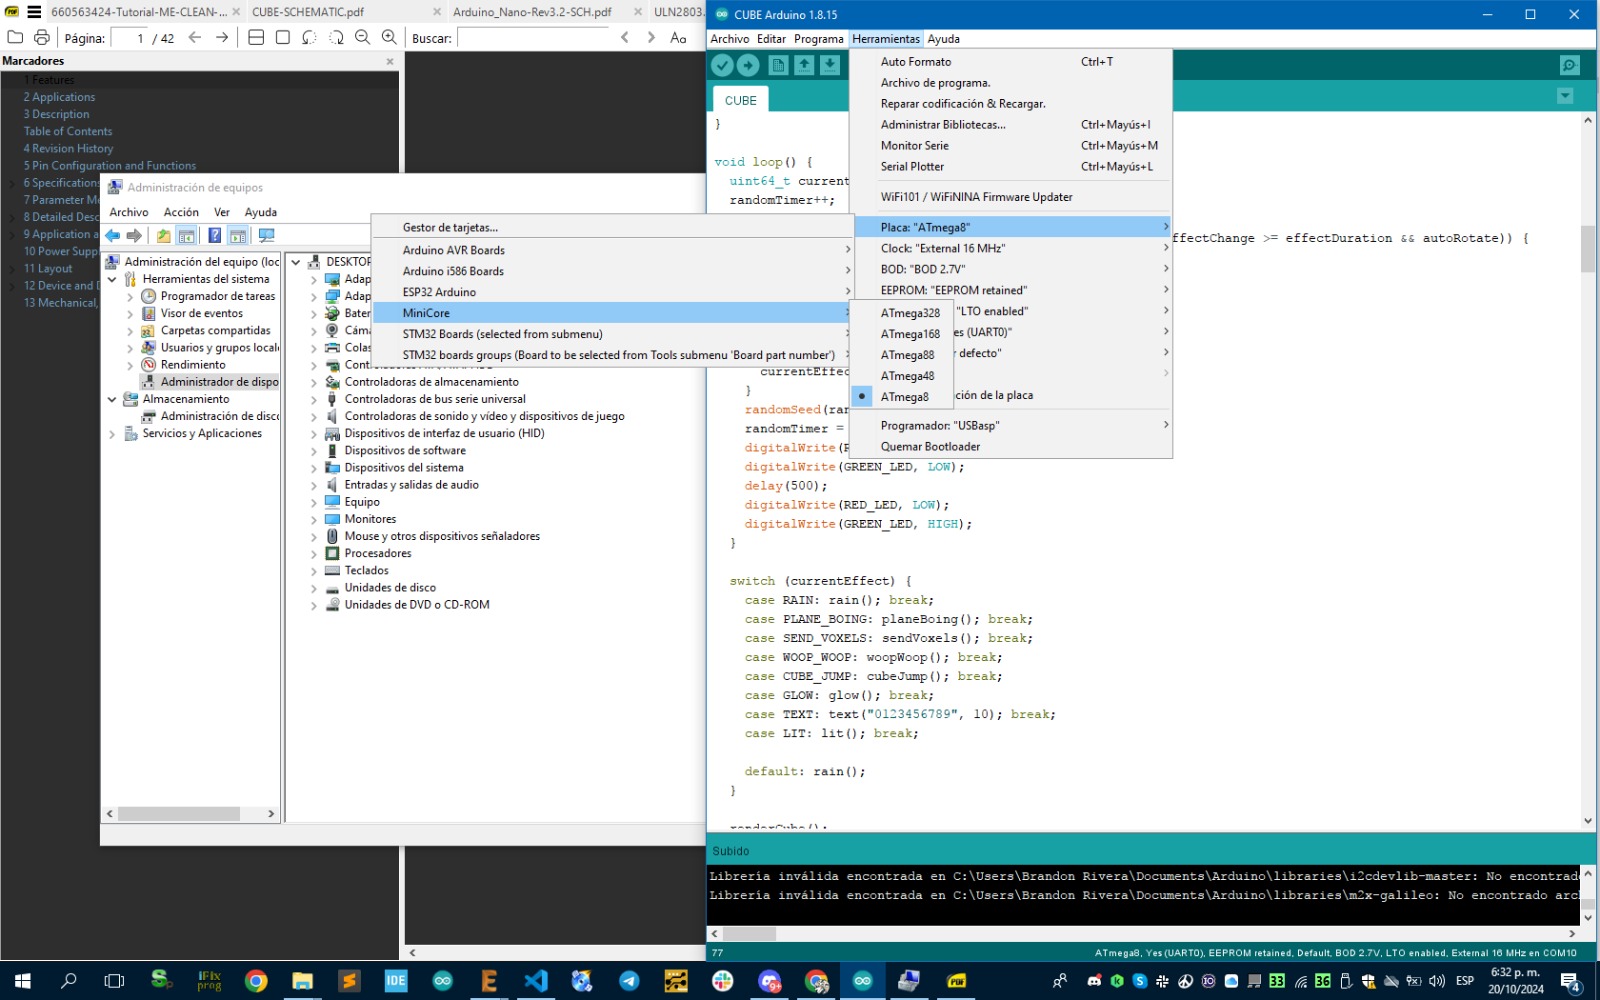 660563424-Tutorial-ME-CLEAN-...
CUBE-SCHEMATIC.pdf
Arduino_Nano-Rev3.2-SCH.pdf
ULN2803.
Página: 1 / 42
Buscar:
Marcadores
1 Features
2 Applications
3 Description
Table of Contents
4 Revision History
5 Pin Configuration and Functions
6 Specifications
7 Parameter M
8 Detailed Desc
9 Application a
10 Power Supp
11 Layout
12 Device and D
13 Mechanical,
Administración de equipos
Archivo Acción Ver Ayuda
Administración del equipo (loc
Herramientas del sistema
Programador de tareas
Visor de eventos
Carpetas compartidas
Usuarios y grupos locale
Rendimiento
Administrador de dispo
Almacenamiento
Administración de disco
Servicios y Aplicaciones
DESKTOP
Adap
Adap
Bater
Cáma
Colas
Controladoras de almacenamiento
Controladoras de bus serie universal
Controladoras de sonido y vídeo y dispositivos de juego
Dispositivos de interfaz de usuario (HID)
Dispositivos de software
Dispositivos del sistema
Entradas y salidas de audio
Equipo
Monitores
Mouse y otros dispositivos señaladores
Procesadores
Teclados
Unidades de disco
Unidades de DVD o CD-ROM
Gestor de tarjetas...
Arduino AVR Boards
Arduino i586 Boards
ESP32 Arduino
MiniCore
STM32 Boards (selected from submenu)
STM32 boards groups (Board to be selected from Tools submenu 'Board part number')
ATmega328
ATmega168
ATmega88
ATmega48
ATmega8
CUBE Arduino 1.8.15
Archivo Editar Programa Herramientas Ayuda
Auto Formato Ctrl+T
Archivo de programa.
Reparar codificación & Recargar.
Administrar Bibliotecas... Ctrl+Mayús+I
Monitor Serie Ctrl+Mayús+M
Serial Plotter Ctrl+Mayús+L
WiFi101 / WiFiNINA Firmware Updater
Placa: "ATmega8"
Clock: "External 16 MHz"
BOD: "BOD 2.7V"
EEPROM: "EEPROM retained"
"LTO enabled"
es (UART0)"
r defecto"
ción de la placa
Programador: "USBasp"
Quemar Bootloader
CUBE
}
void loop() {
uint64_t current
randomTimer++;
ffectChange >= effectDuration && autoRotate)) {
currentEffec
}
randomSeed(ran
randomTimer =
digitalWrite(R
digitalWrite(GREEN_LED, LOW);
delay(500);
digitalWrite(RED_LED, LOW);
digitalWrite(GREEN_LED, HIGH);
}
switch (currentEffect) {
case RAIN: rain(); break;
case PLANE_BOING: planeBoing(); break;
case SEND_VOXELS: sendVoxels(); break;
case WOOP_WOOP: woopWoop(); break;
case CUBE_JUMP: cubeJump(); break;
case GLOW: glow(); break;
case TEXT: text("0123456789", 10); break;
case LIT: lit(); break;
default: rain();
}
renderCube();
Subido
Librería inválida encontrada en C:\Users\Brandon Rivera\Documents\Arduino\libraries\i2cdevlib-master: No encontrad
Librería inválida encontrada en C:\Users\Brandon Rivera\Documents\Arduino\libraries\m2x-galileo: No encontrado arc
77
ATmega8, Yes (UART0), EEPROM retained, Default, BOD 2.7V, LTO enabled, External 16 MHz en COM10
iFix
prog
IDE
33
36
ESP
6:32 p. m.
20/10/2024
4